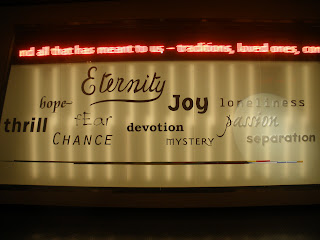 nd all that has meant to us – traditions, loved ones, com
Eternity
hope Joy loneliness
thrill fEar devotion passion
CHANCE MYSTERY separation